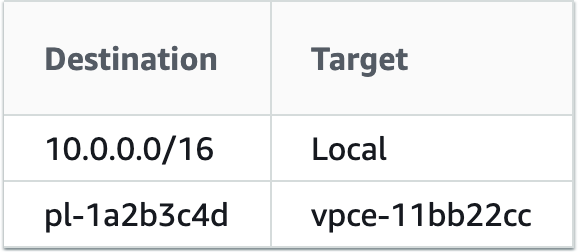 Destination Target
10.0.0.0/16 Local
pl-1a2b3c4d vpce-11bb22cc